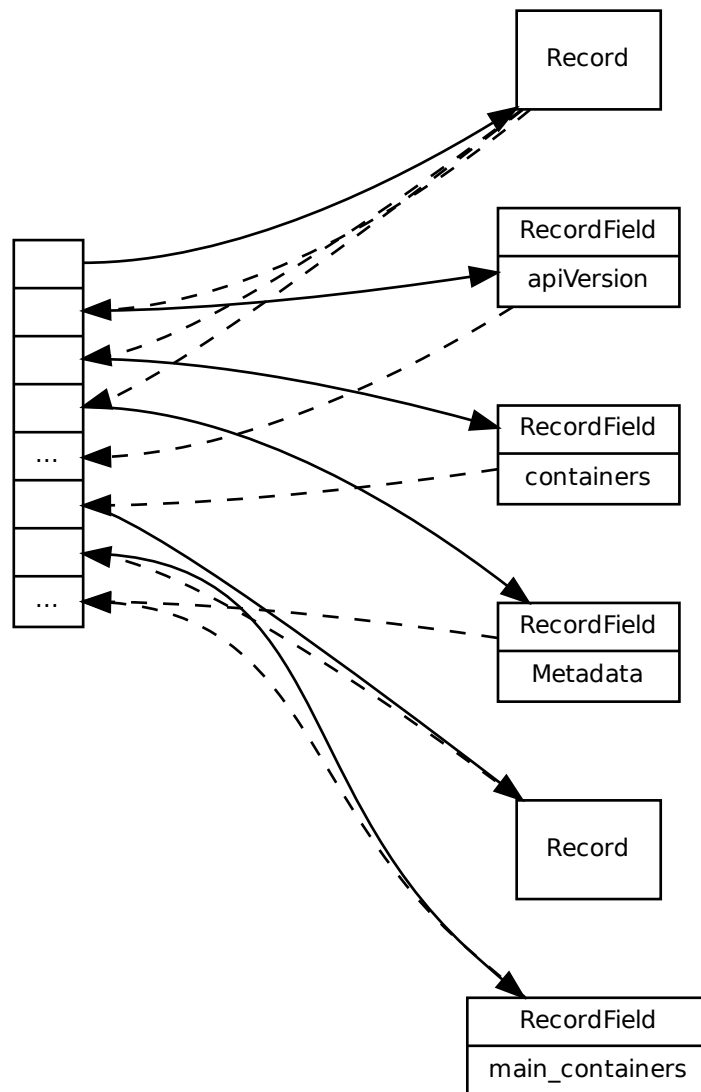 Record
RecordField
apiVersion
...
RecordField
containers
...
RecordField
Metadata
Record
RecordField
main_containers